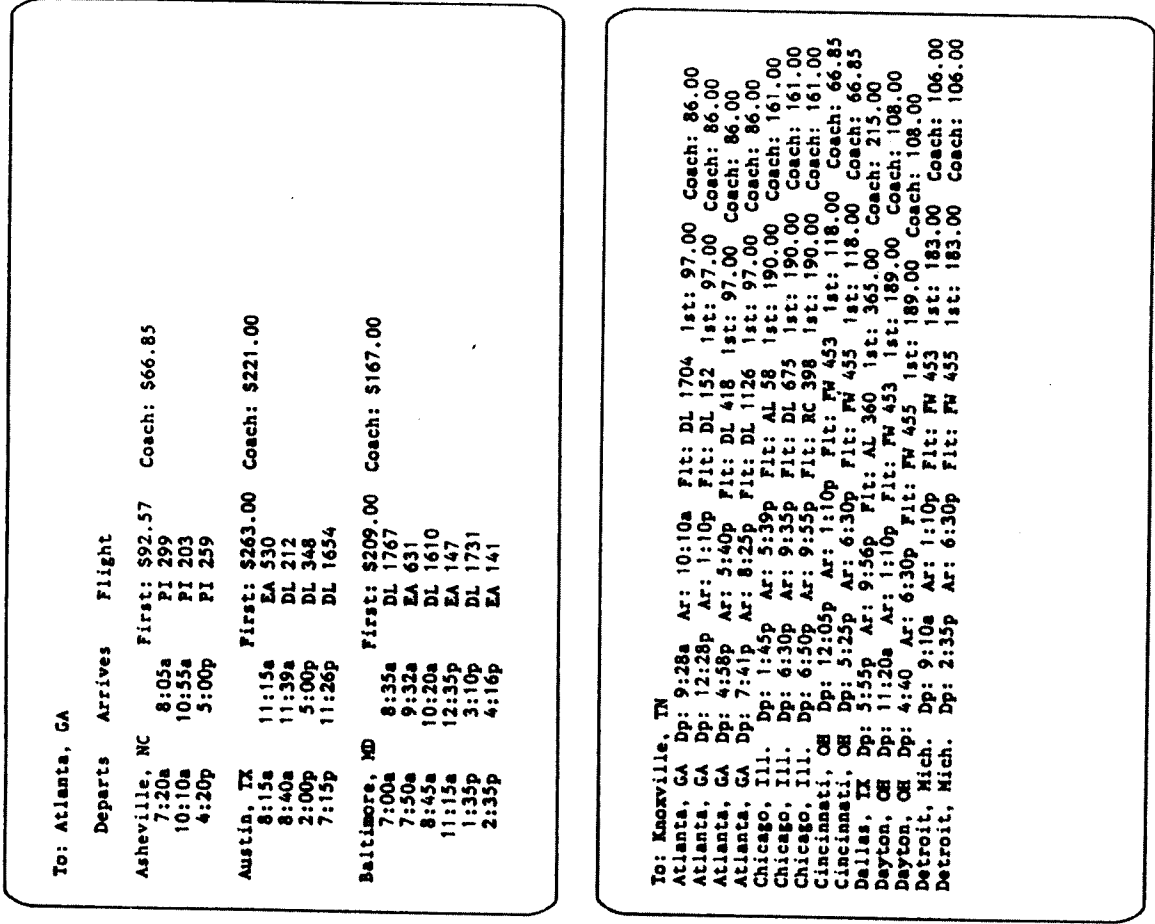 To: Atlanta, GA
Departs Arrives Flight
Asheville, NC First: $92.57 Coach: $66.85
7:20a 8:05a PI 299
10:10a 10:55a PI 203
4:20p 5:00p PI 259
Austin, TX First: $263.00 Coach: $221.00
8:15a 11:15a EA 530
8:40a 11:39a DL 212
2:00p 5:00p DL 348
7:15p 11:26p DL 1654
Baltimore, MD First: $209.00 Coach: $167.00
7:00a 8:35a DL 1767
7:50a 9:32a EA 631
8:45a 10:20a DL 1610
11:15a 12:35p EA 147
1:35p 3:10p DL 1731
2:35p 4:16p EA 141
To: Knoxville, TN
Atlanta, GA Dp: 9:28a Ar: 10:10a Flt: DL 1704 1st: 97.00 Coach: 86.00
Atlanta, GA Dp: 12:28p Ar: 1:10p Flt: DL 152 1st: 97.00 Coach: 86.00
Atlanta, GA Dp: 4:58p Ar: 5:40p Flt: DL 418 1st: 97.00 Coach: 86.00
Atlanta, GA Dp: 7:41p Ar: 8:25p Flt: DL 1126 1st: 97.00 Coach: 86.00
Chicago, Ill. Dp: 1:45p Ar: 5:39p Flt: AL 58 1st: 190.00 Coach: 161.00
Chicago, Ill. Dp: 6:30p Ar: 9:35p Flt: DL 675 1st: 190.00 Coach: 161.00
Chicago, Ill. Dp: 6:50p Ar: 9:55p Flt: RC 398 1st: 190.00 Coach: 161.00
Cincinnati, OH Dp: 12:05p Ar: 1:10p Flt: FW 453 1st: 118.00 Coach: 66.85
Cincinnati, OH Dp: 5:25p Ar: 6:30p Flt: FW 455 1st: 118.00 Coach: 66.85
Dallas, TX Dp: 5:55p Ar: 9:56p Flt: AL 360 1st: 365.00 Coach: 215.00
Dayton, OH Dp: 11:20a Ar: 1:10p Flt: FW 453 1st: 189.00 Coach: 108.00
Dayton, OH Dp: 4:40 Ar: 6:30p Flt: FW 455 1st: 189.00 Coach: 108.00
Detroit, Mich. Dp: 9:10a Ar: 1:10p Flt: FW 453 1st: 183.00 Coach: 106.00
Detroit, Mich. Dp: 2:35p Ar: 6:30p Flt: FW 455 1st: 183.00 Coach: 106.00